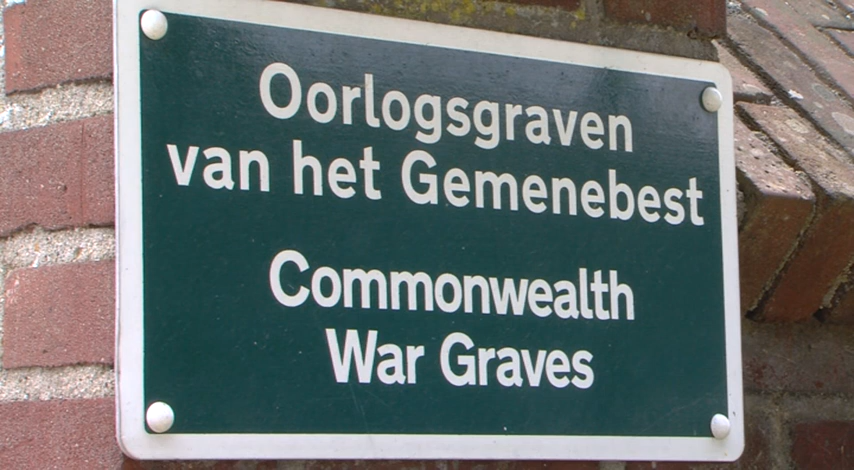 Oorlogsgraven
van het Gemenebest
Commonwealth
War Graves